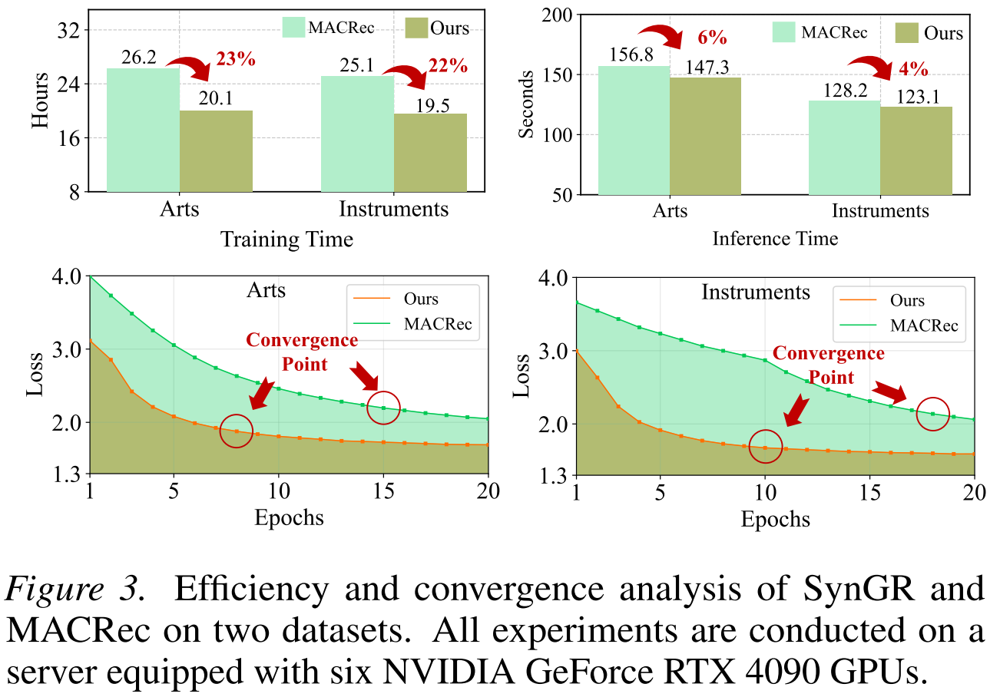 32
24
16
8
Hours
MACRec
Ours
26.2
23%
20.1
25.1
22%
19.5
Arts
Instruments
Training Time
200
150
100
50
Seconds
MACRec
Ours
156.8
6%
147.3
128.2
4%
123.1
Arts
Instruments
Inference Time
4.0
3.0
2.0
1.3
Loss
Arts
Ours
MACRec
Convergence
Point
1 5 10 15 20
Epochs
4.0
3.0
2.0
1.3
Loss
Instruments
Ours
MACRec
Convergence
Point
1 5 10 15 20
Epochs
Figure 3. Efficiency and convergence analysis of SynGR and
MACRec on two datasets. All experiments are conducted on a
server equipped with six NVIDIA GeForce RTX 4090 GPUs.